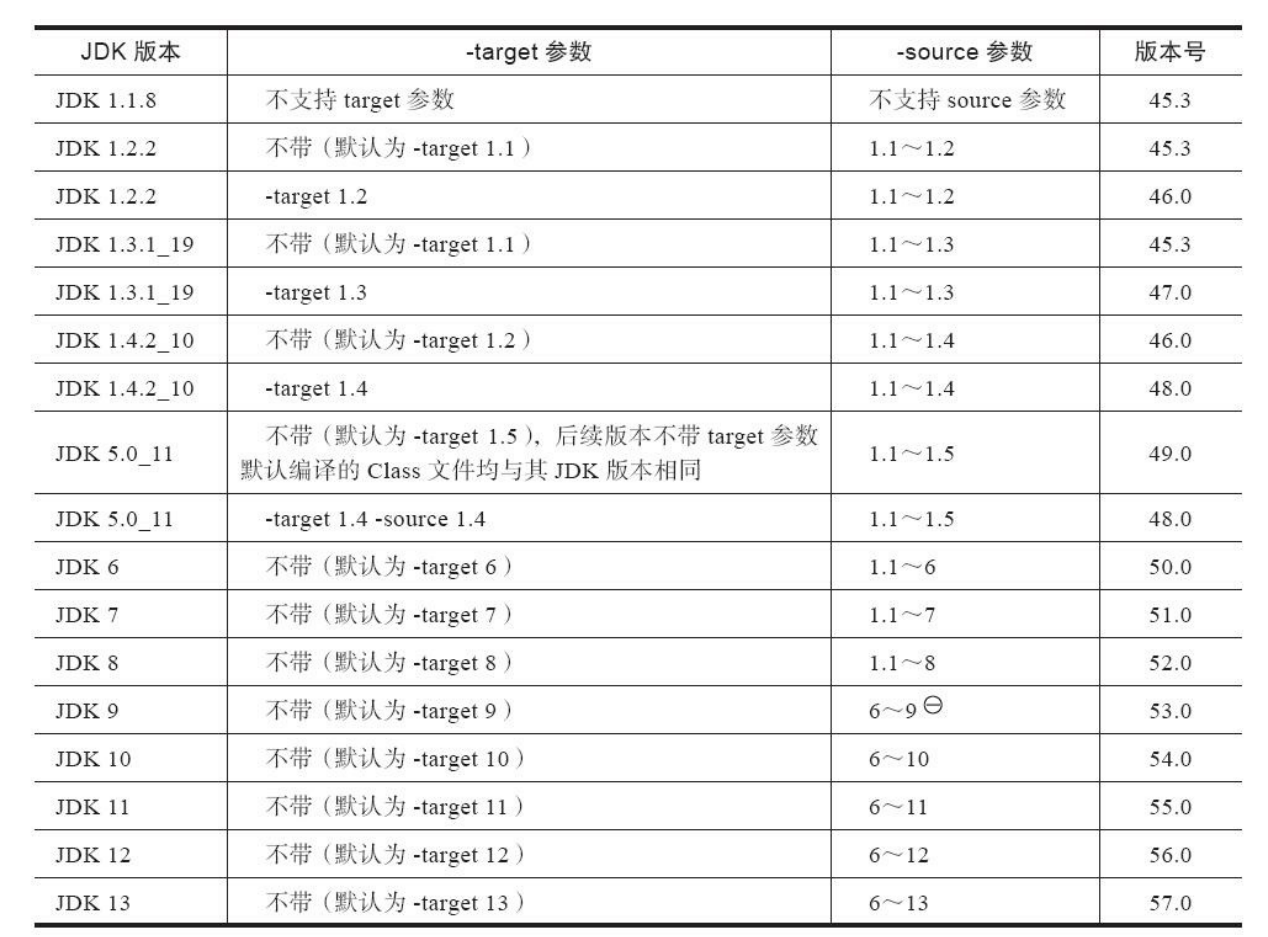 JDK 版本 -target 参数 -source 参数 版本号
JDK 1.1.8 不支持 target 参数 不支持 source 参数 45.3
JDK 1.2.2 不带（默认为 -target 1.1） 1.1～1.2 45.3
JDK 1.2.2 -target 1.2 1.1～1.2 46.0
JDK 1.3.1_19 不带（默认为 -target 1.1） 1.1～1.3 45.3
JDK 1.3.1_19 -target 1.3 1.1～1.3 47.0
JDK 1.4.2_10 不带（默认为 -target 1.2） 1.1～1.4 46.0
JDK 1.4.2_10 -target 1.4 1.1～1.4 48.0
JDK 5.0_11 不带（默认为 -target 1.5），后续版本不带 target 参数
默认编译的 Class 文件均与其 JDK 版本相同 1.1～1.5 49.0
JDK 5.0_11 -target 1.4 -source 1.4 1.1～1.5 48.0
JDK 6 不带（默认为 -target 6） 1.1～6 50.0
JDK 7 不带（默认为 -target 7） 1.1～7 51.0
JDK 8 不带（默认为 -target 8） 1.1～8 52.0
JDK 9 不带（默认为 -target 9） 6～9 ⊖ 53.0
JDK 10 不带（默认为 -target 10） 6～10 54.0
JDK 11 不带（默认为 -target 11） 6～11 55.0
JDK 12 不带（默认为 -target 12） 6～12 56.0
JDK 13 不带（默认为 -target 13） 6～13 57.0